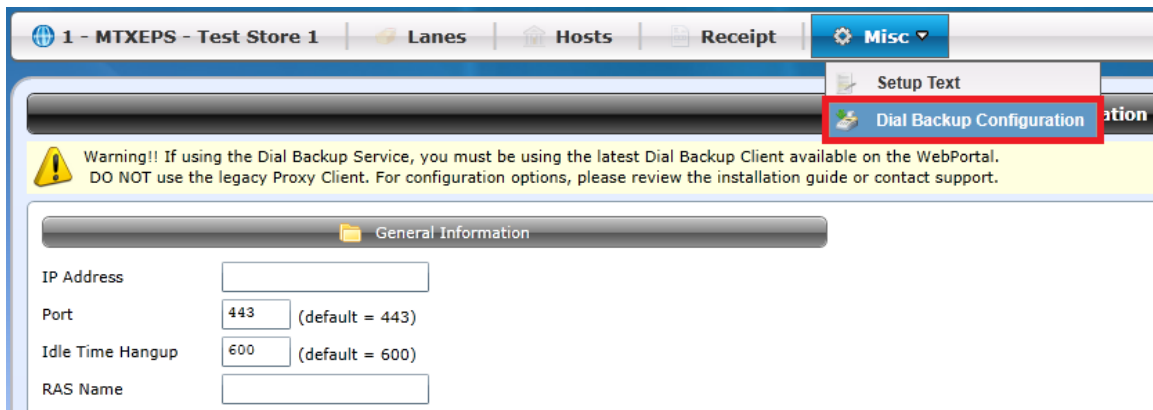 1 - MTXEPS - Test Store 1 Lanes Hosts Receipt Misc
Setup Text
Dial Backup Configuration ation
Warning!! If using the Dial Backup Service, you must be using the latest Dial Backup Client available on the WebPortal.
DO NOT use the legacy Proxy Client. For configuration options, please review the installation guide or contact support.
General Information
IP Address
Port 443 (default = 443)
Idle Time Hangup 600 (default = 600)
RAS Name